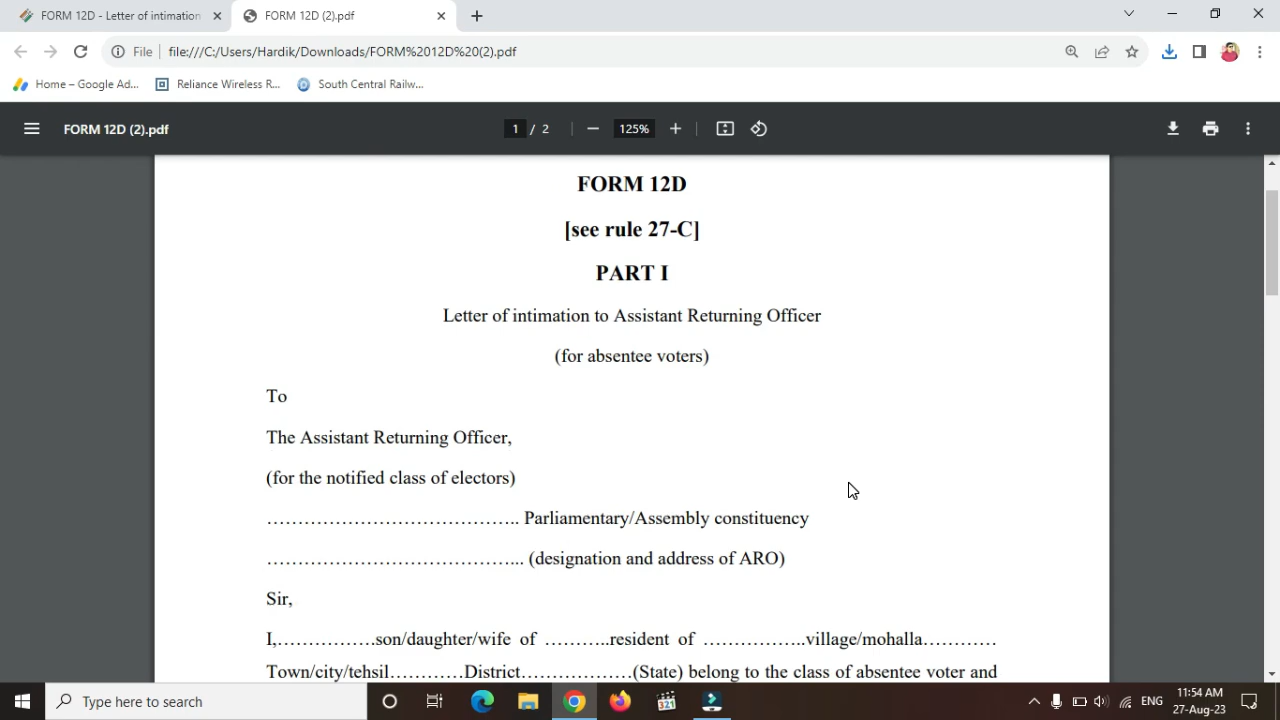 FORM 12D - Letter of intimation
FORM 12D (2).pdf
File
file:///C:/Users/Hardik/Downloads/FORM%2012D%20(2).pdf
Home – Google Ad...
Reliance Wireless R...
South Central Railw...
FORM 12D (2).pdf
1 / 2
125%
FORM 12D
[see rule 27-C]
PART I
Letter of intimation to Assistant Returning Officer
(for absentee voters)
To
The Assistant Returning Officer,
(for the notified class of electors)
………………………………….. Parliamentary/Assembly constituency
…………………………………... (designation and address of ARO)
Sir,
I,…………….son/daughter/wife of ………..resident of ……………..village/mohalla…………
Town/city/tehsil…………District………………(State) belong to the class of absentee voter and
Type here to search
321
ENG
11:54 AM
27-Aug-23